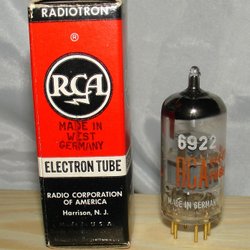 RADIOTRON
RCA
MADE IN
WEST
GERMANY
ELECTRON TUBE
RADIO CORPORATION
OF AMERICA
Harrison, N. J.
6922
RCA
MADE IN GERMANY